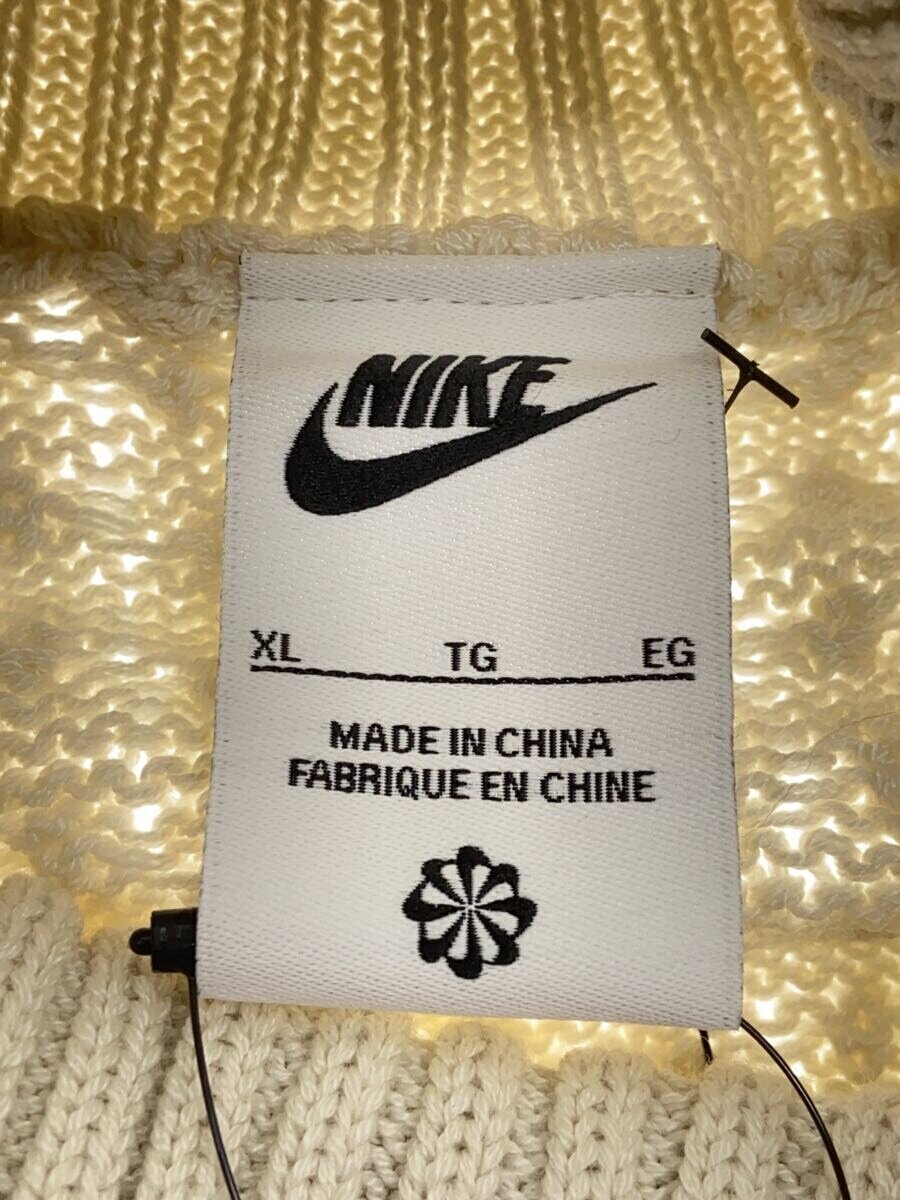 NIKE
XL TG EG
MADE IN CHINA
FABRIQUE EN CHINE